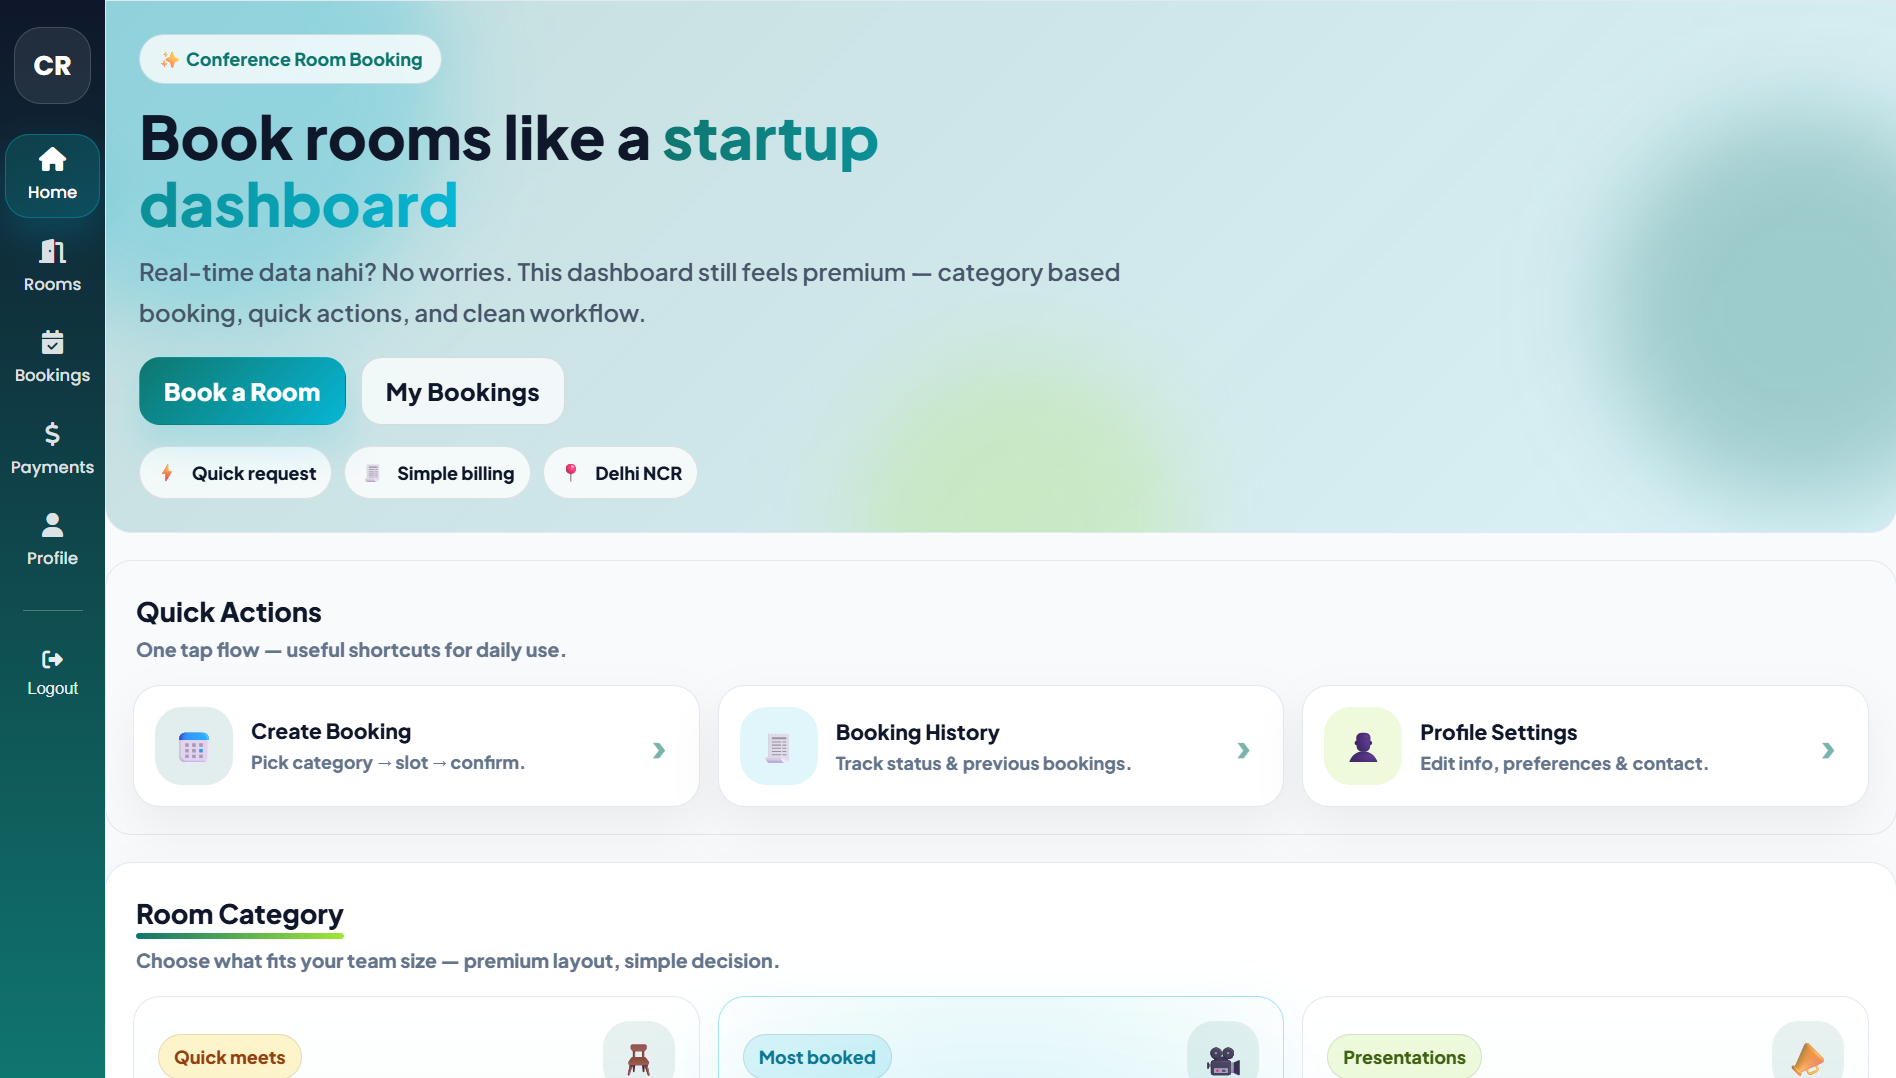 CR
Home
Rooms
Bookings
Payments
Profile
Logout
✨ Conference Room Booking
Book rooms like a startup
dashboard
Real-time data nahi? No worries. This dashboard still feels premium — category based
booking, quick actions, and clean workflow.
Book a Room
My Bookings
Quick request
Simple billing
Delhi NCR
Quick Actions
One tap flow — useful shortcuts for daily use.
Create Booking
Pick category → slot → confirm.
Booking History
Track status & previous bookings.
Profile Settings
Edit info, preferences & contact.
Room Category
Choose what fits your team size — premium layout, simple decision.
Quick meets
Most booked
Presentations